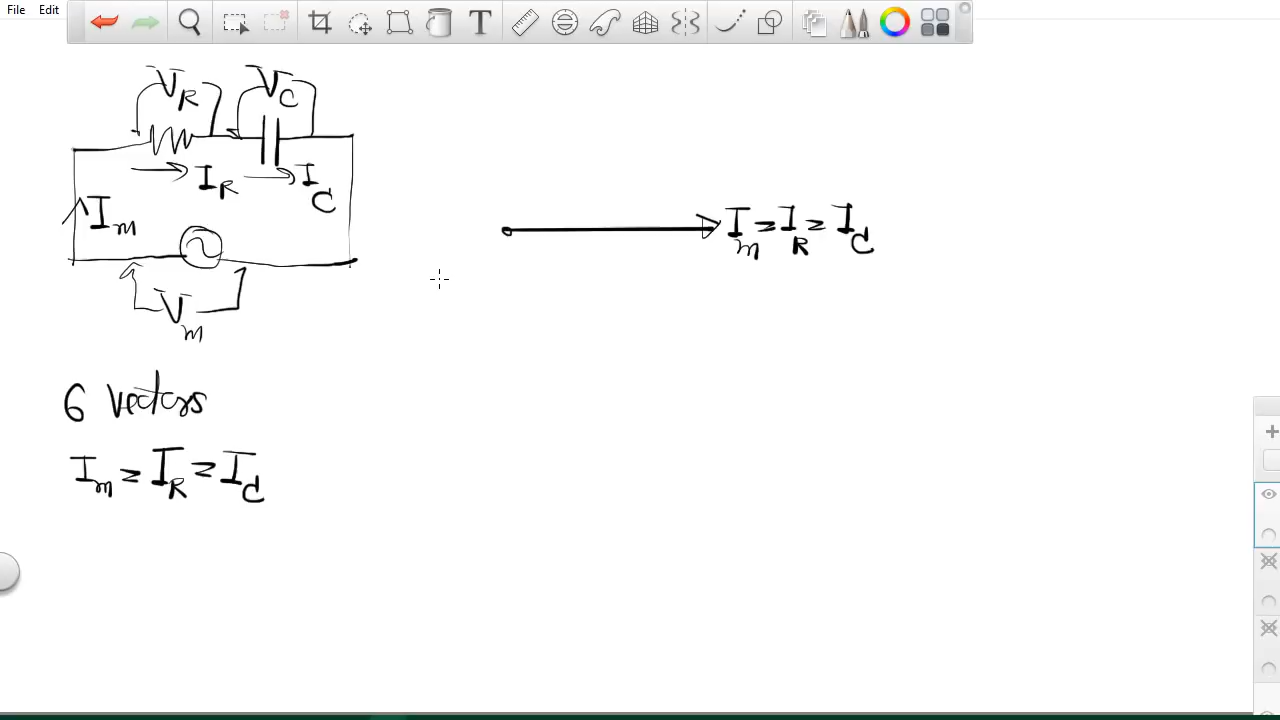 File Edit
V_R V_C
I_R I_C
I_m
I_m = I_R = I_C
V_m
6 vectors
I_m = I_R = I_C